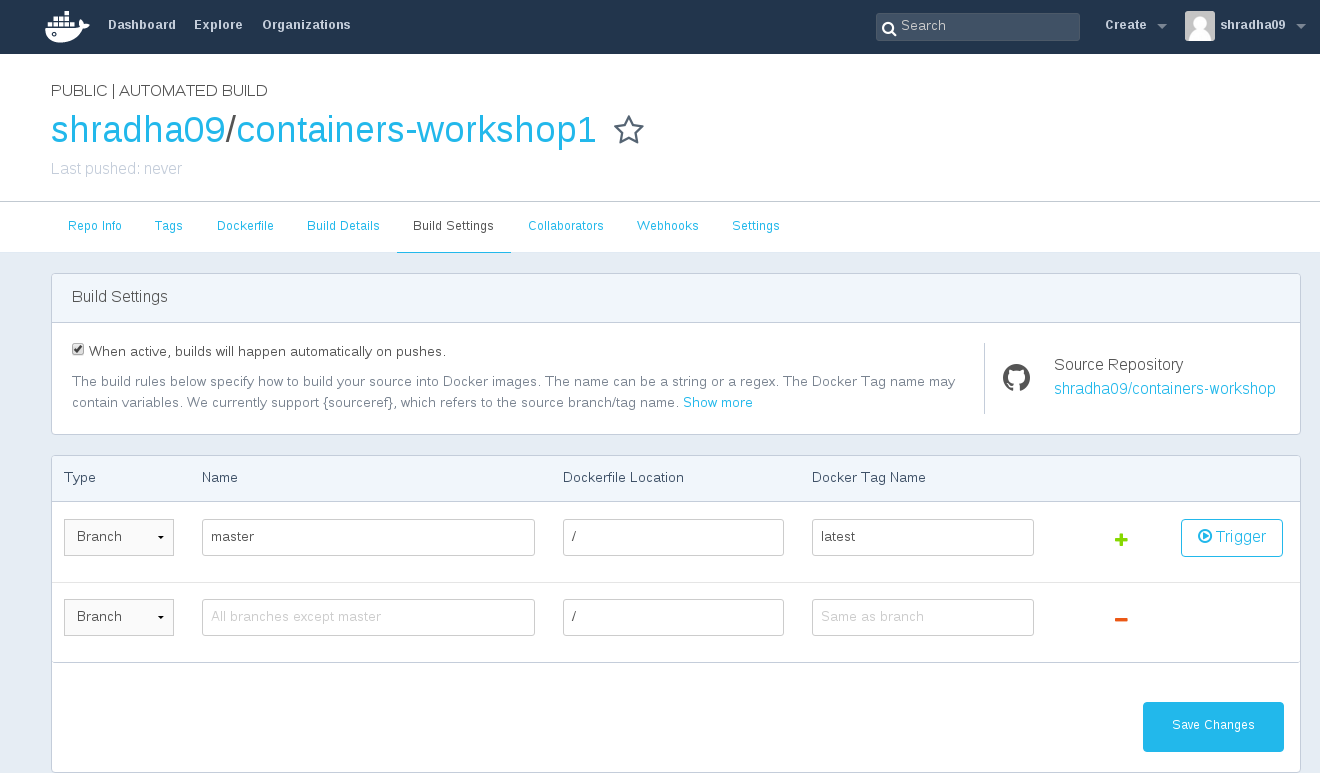 Dashboard Explore Organizations Search Create shradha09
PUBLIC | AUTOMATED BUILD
shradha09/containers-workshop1
Last pushed: never
Repo Info Tags Dockerfile Build Details Build Settings Collaborators Webhooks Settings
Build Settings
When active, builds will happen automatically on pushes.
The build rules below specify how to build your source into Docker images. The name can be a string or a regex. The Docker Tag name may
contain variables. We currently support {sourceref}, which refers to the source branch/tag name. Show more
Source Repository
shradha09/containers-workshop
Type Name Dockerfile Location Docker Tag Name
Branch master / latest Trigger
Branch All branches except master / Same as branch
Save Changes